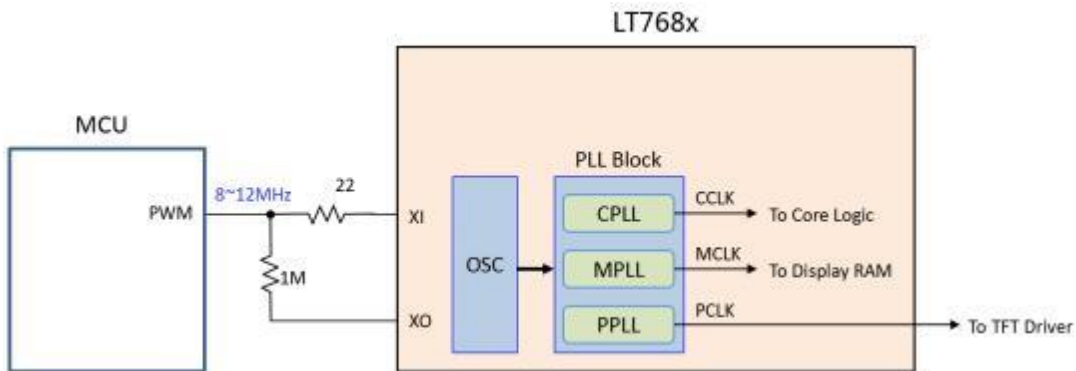 LT768x
MCU
PLL Block
8~12MHz
22
CCLK
PWM
XI
CPLL
To Core Logic
OSC
MCLK
MPLL
To Display RAM
1M
PCLK
XO
PPLL
To TFT Driver